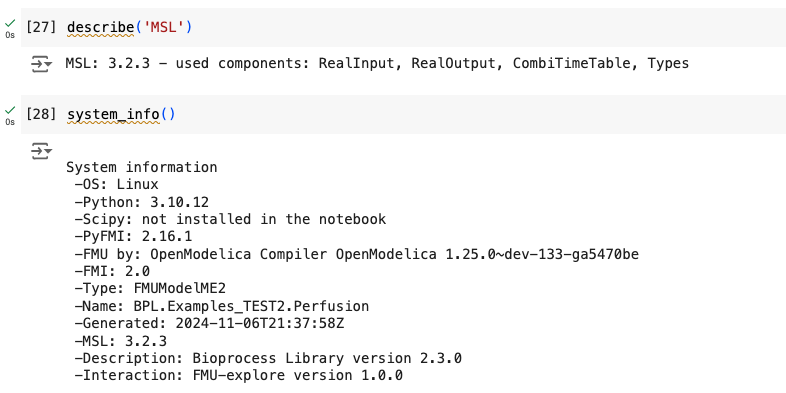 [27] describe('MSL')
0s
MSL: 3.2.3 - used components: RealInput, RealOutput, CombiTimeTable, Types
[28] system_info()
0s
System information
-OS: Linux
-Python: 3.10.12
-Scipy: not installed in the notebook
-PyFMI: 2.16.1
-FMU by: OpenModelica Compiler OpenModelica 1.25.0~dev-133-ga5470be
-FMI: 2.0
-Type: FMUModelME2
-Name: BPL.Examples_TEST2.Perfusion
-Generated: 2024-11-06T21:37:58Z
-MSL: 3.2.3
-Description: Bioprocess Library version 2.3.0
-Interaction: FMU-explore version 1.0.0